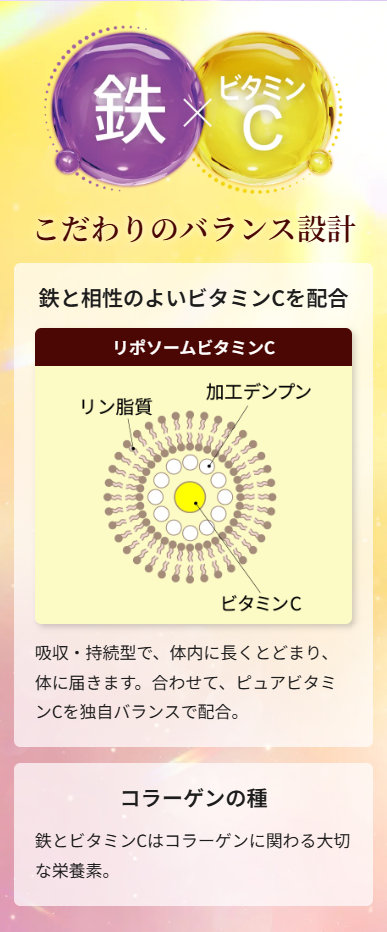 鉄
×
ビタミン
C
こだわりのバランス設計
鉄と相性のよいビタミンCを配合
リポソームビタミンC
加工デンプン
リン脂質
ビタミンC
吸収・持続型で、体内に長くとどまり、
体に届きます。合わせて、ピュアビタミ
ンCを独自バランスで配合。
コラーゲンの種
鉄とビタミンCはコラーゲンに関わる大切
な栄養素。